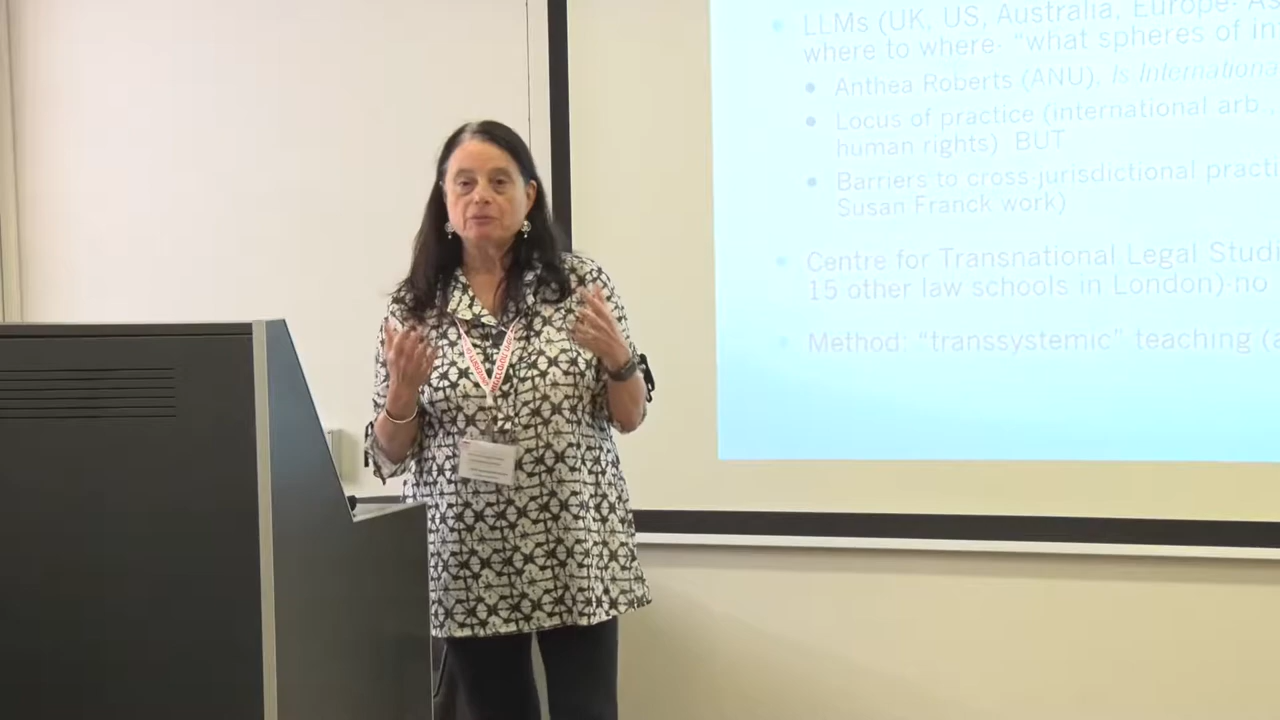 LLMs (UK, US, Australia, Europe. As
where to where. "what spheres of in
Anthea Roberts (ANU), Is Internationa
Locus of practice (international arb.,
human rights) BUT
Barriers to cross-jurisdictional practi
Susan Franck work)
Centre for Transnational Legal Studi
15 other law schools in London)-no
Method: "transsystemic" teaching (a